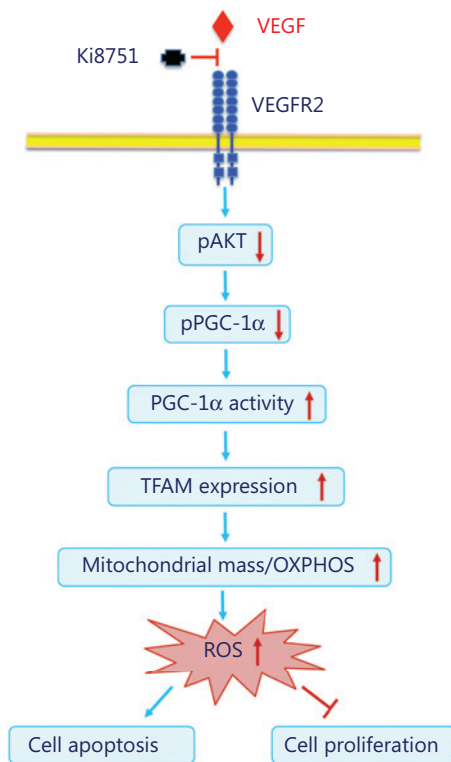 VEGF
Ki8751
VEGFR2
pAKT
pPGC-1α
PGC-1α activity
TFAM expression
Mitochondrial mass/OXPHOS
ROS
Cell apoptosis
Cell proliferation